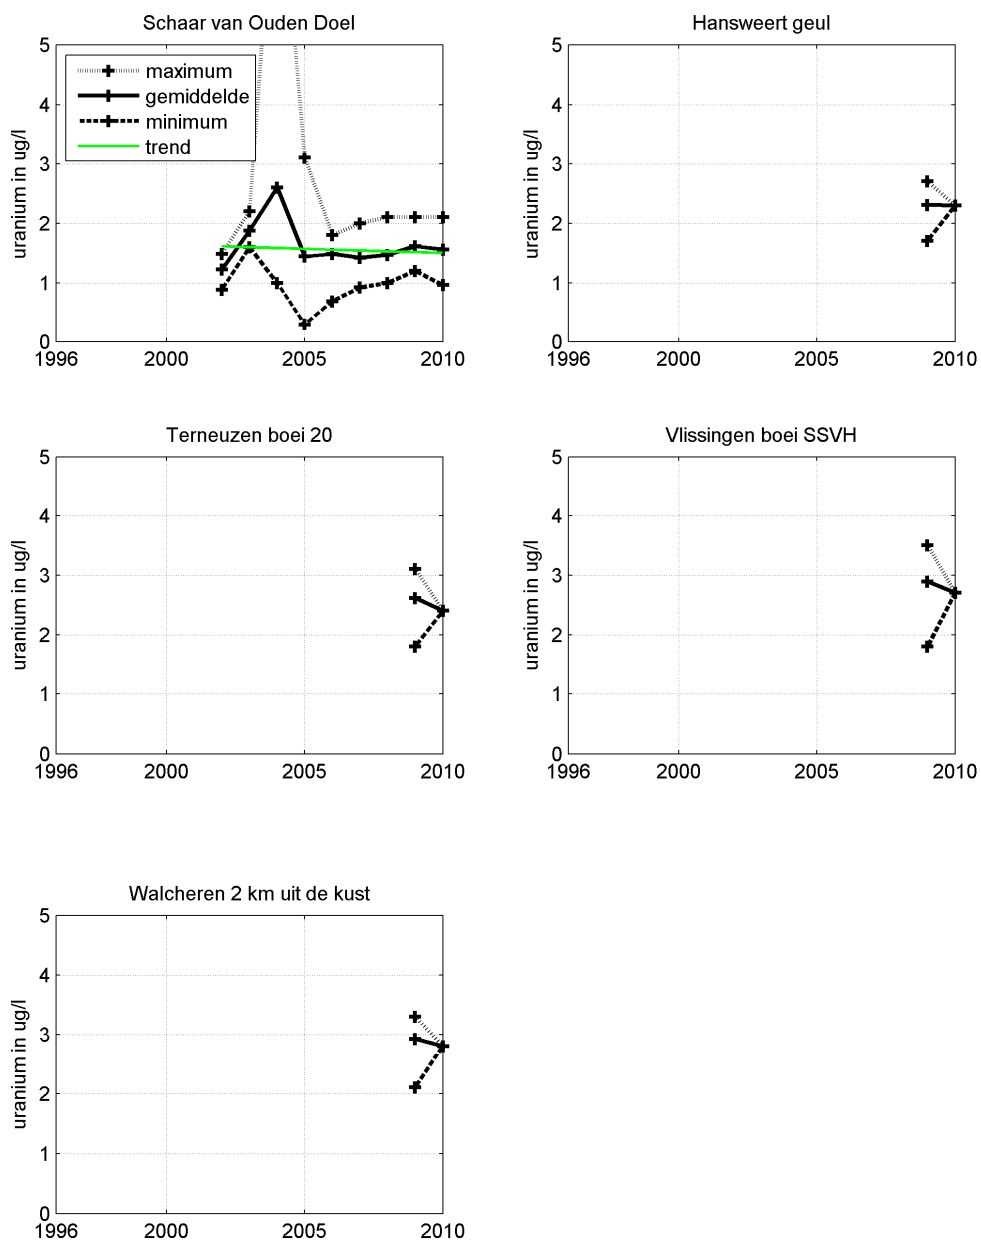 Schaar van Ouden Doel
5
4
3
2
1
0
uranium in ug/l
maximum
gemiddelde
minimum
trend
1996 2000 2005 2010
Hansweert geul
5
4
3
2
1
0
uranium in ug/l
1996 2000 2005 2010
Terneuzen boei 20
5
4
3
2
1
0
uranium in ug/l
1996 2000 2005 2010
Vlissingen boei SSVH
5
4
3
2
1
0
uranium in ug/l
1996 2000 2005 2010
Walcheren 2 km uit de kust
5
4
3
2
1
0
uranium in ug/l
1996 2000 2005 2010